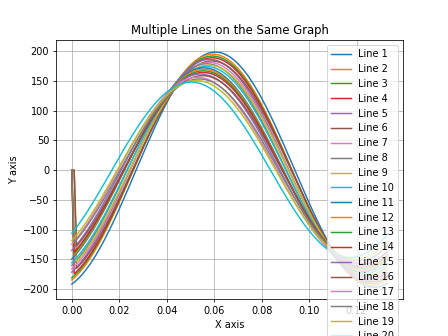 Multiple Lines on the Same Graph
Y axis
200
150
100
50
0
−50
−100
−150
−200
0.00
0.02
0.04
0.06
0.08
0.10
X axis
Line 1
Line 2
Line 3
Line 4
Line 5
Line 6
Line 7
Line 8
Line 9
Line 10
Line 11
Line 12
Line 13
Line 14
Line 15
Line 16
Line 17
Line 18
Line 19
Line 20